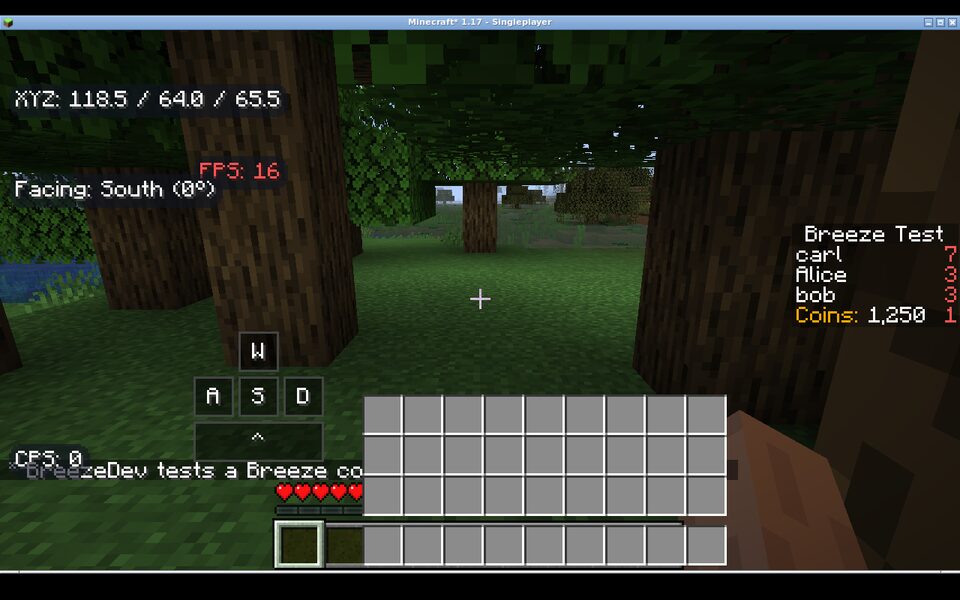 Minecraft* 1.17 - Singleplayer
XYZ: 118.5 / 64.0 / 65.5
FPS: 16
Facing: South (0°)
Breeze Test
carl 7
Alice 3
bob 3
Coins: 1,250 1
W
A S D
^
CPS: 0
BreezeDev tests a Breeze co